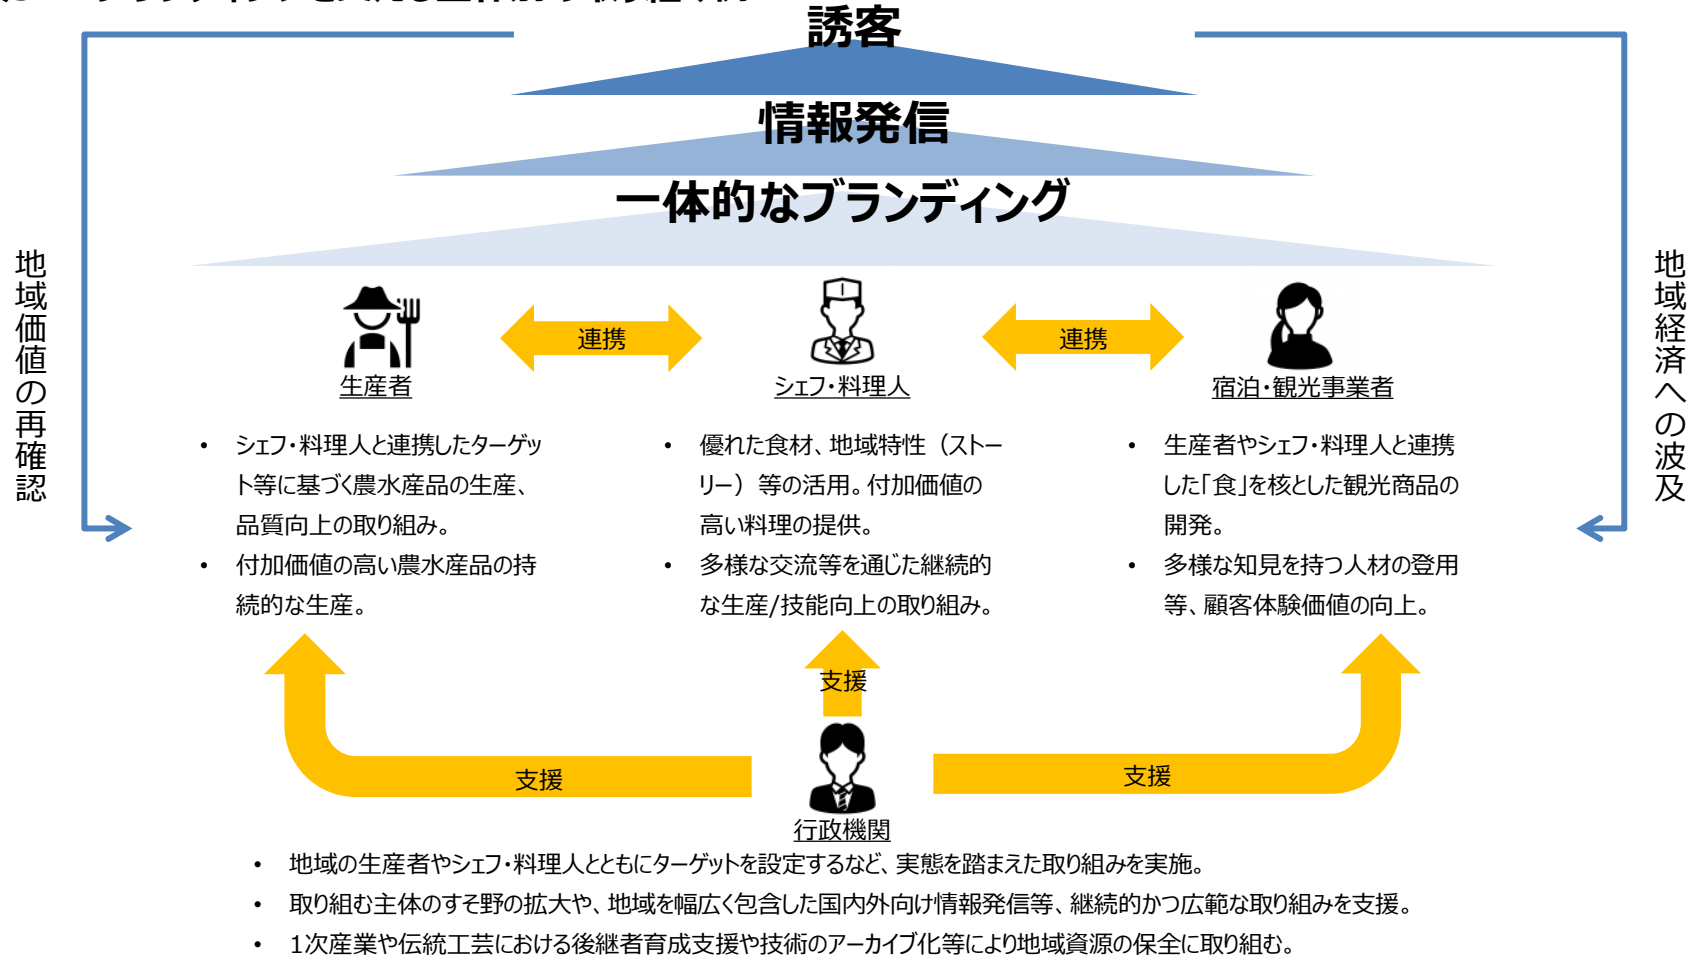 誘客
情報発信
一体的なブランディング
地域価値の再確認
地域経済への波及
連携
連携
生産者
シェフ・料理人
宿泊・観光事業者
• シェフ・料理人と連携したターゲッ
ト等に基づく農水産品の生産、
品質向上の取り組み。
• 付加価値の高い農水産品の持
続的な生産。
• 優れた食材、地域特性（ストー
リー）等の活用。付加価値の
高い料理の提供。
• 多様な交流等を通じた継続的
な生産/技能向上の取り組み。
• 生産者やシェフ・料理人と連携
した「食」を核とした観光商品の
開発。
• 多様な知見を持つ人材の登用
等、顧客体験価値の向上。
支援
支援
支援
行政機関
• 地域の生産者やシェフ・料理人とともにターゲットを設定するなど、実態を踏まえた取り組みを実施。
• 取り組む主体のすそ野の拡大や、地域を幅広く包含した国内外向け情報発信等、継続的かつ広範な取り組みを支援。
• 1次産業や伝統工芸における後継者育成支援や技術のアーカイブ化等により地域資源の保全に取り組む。